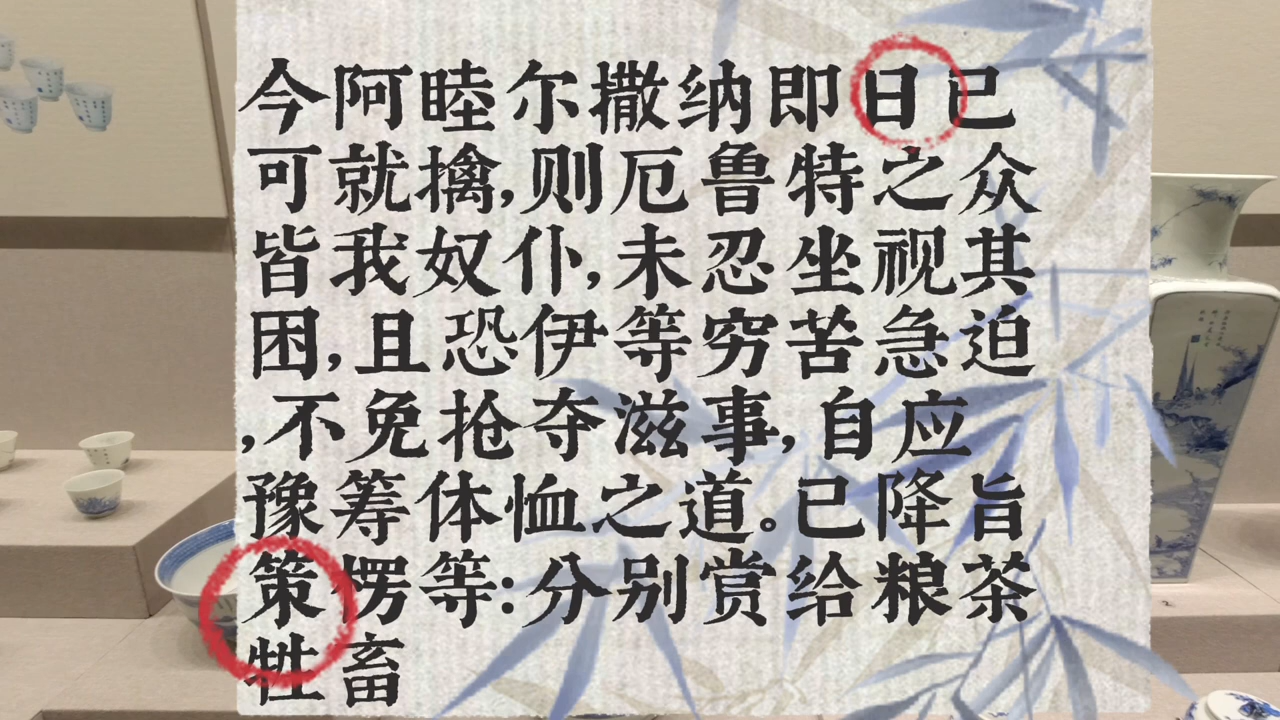 今阿睦尔撒纳即日已
可就擒,则厄鲁特之众
皆我奴仆,未忍坐视其
困,且恐伊等穷苦急迫
,不免抢夺滋事,自应
豫筹体恤之道。已降旨
策愣等:分别赏给粮茶
牲畜